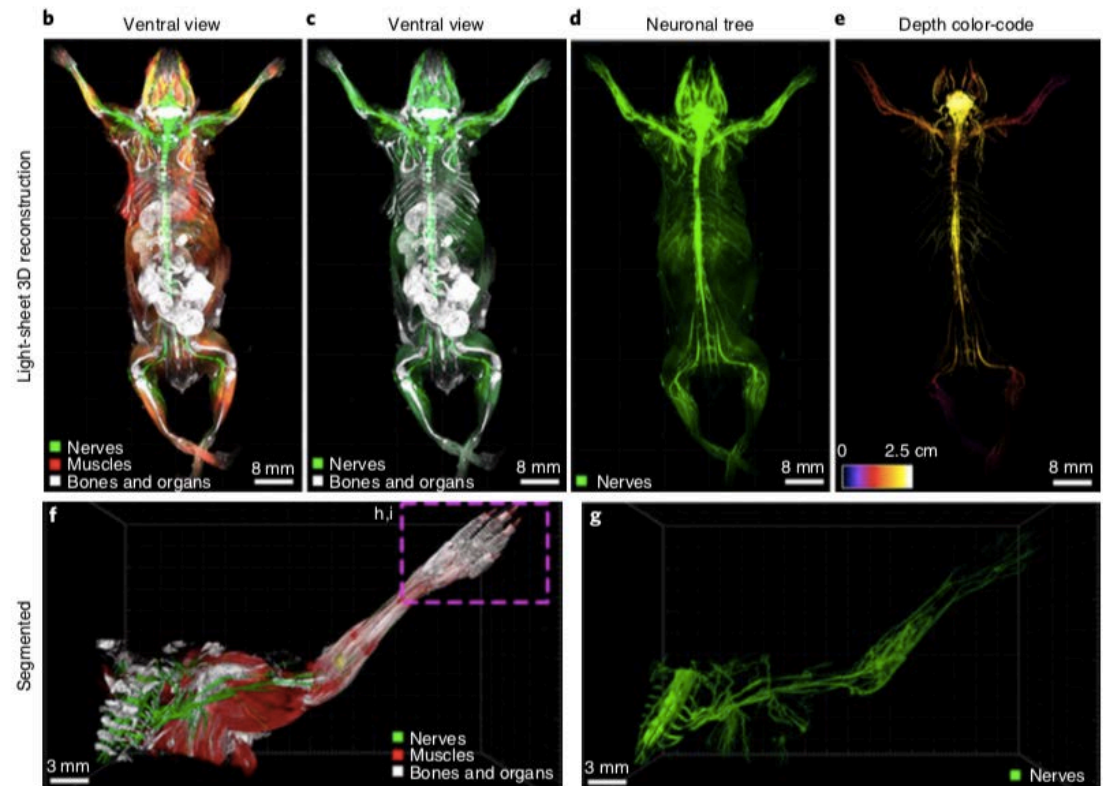 b
Ventral view
c
Ventral view
d
Neuronal tree
e
Depth color-code
Light-sheet 3D reconstruction
Nerves
Muscles
Bones and organs
8 mm
Nerves
Bones and organs
8 mm
Nerves
8 mm
0
2.5 cm
8 mm
Segmented
f
h,i
Nerves
Muscles
Bones and organs
3 mm
g
3 mm
Nerves